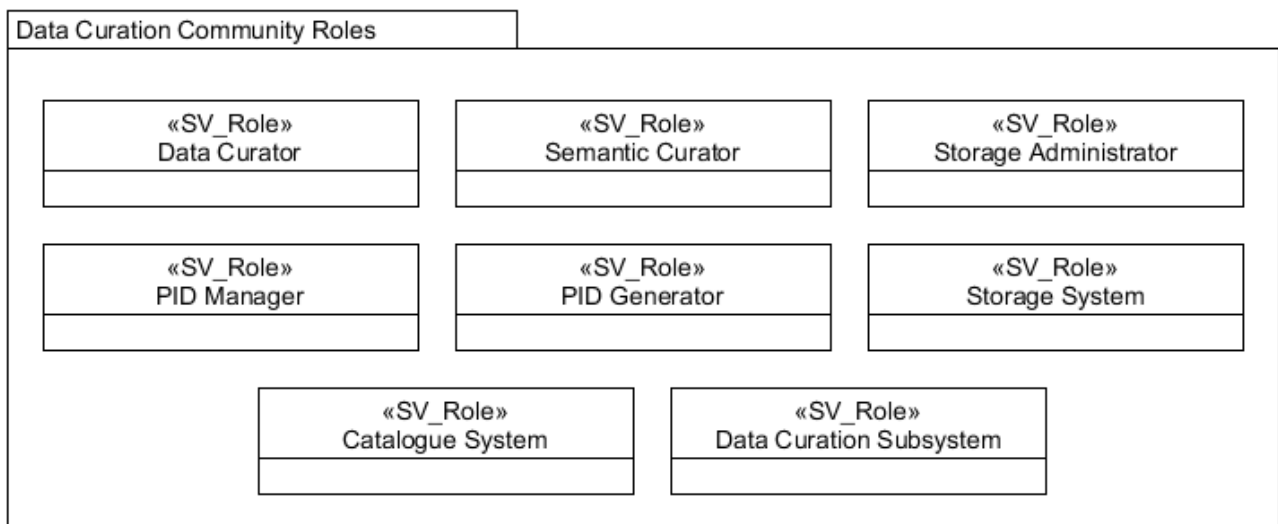 Data Curation Community Roles
«SV_Role»
Data Curator
«SV_Role»
Semantic Curator
«SV_Role»
Storage Administrator
«SV_Role»
PID Manager
«SV_Role»
PID Generator
«SV_Role»
Storage System
«SV_Role»
Catalogue System
«SV_Role»
Data Curation Subsystem